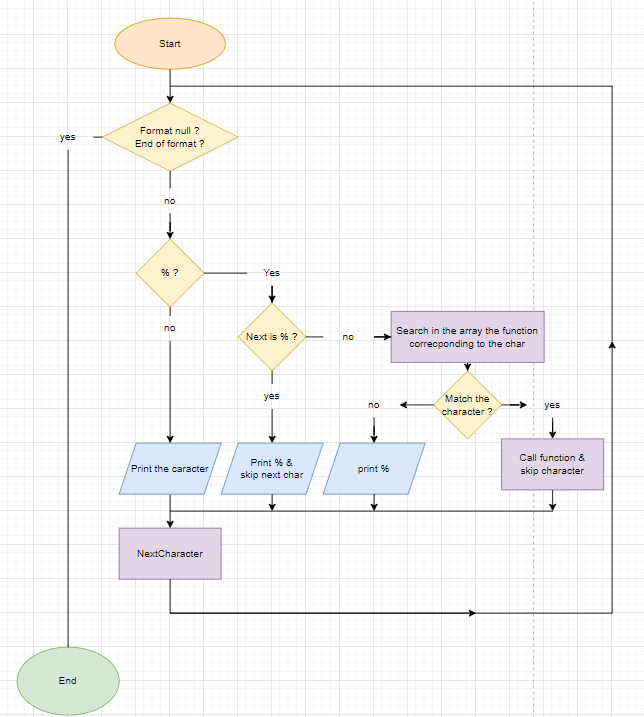 Start
Format null ?
End of format ?
yes
no
% ?
Yes
no
Next is % ?
no
Search in the array the function
correcponding to the char
yes
Match the
character ?
no
yes
Print the caracter
Print % &
skip next char
print %
Call function &
skip character
NextCharacter
End